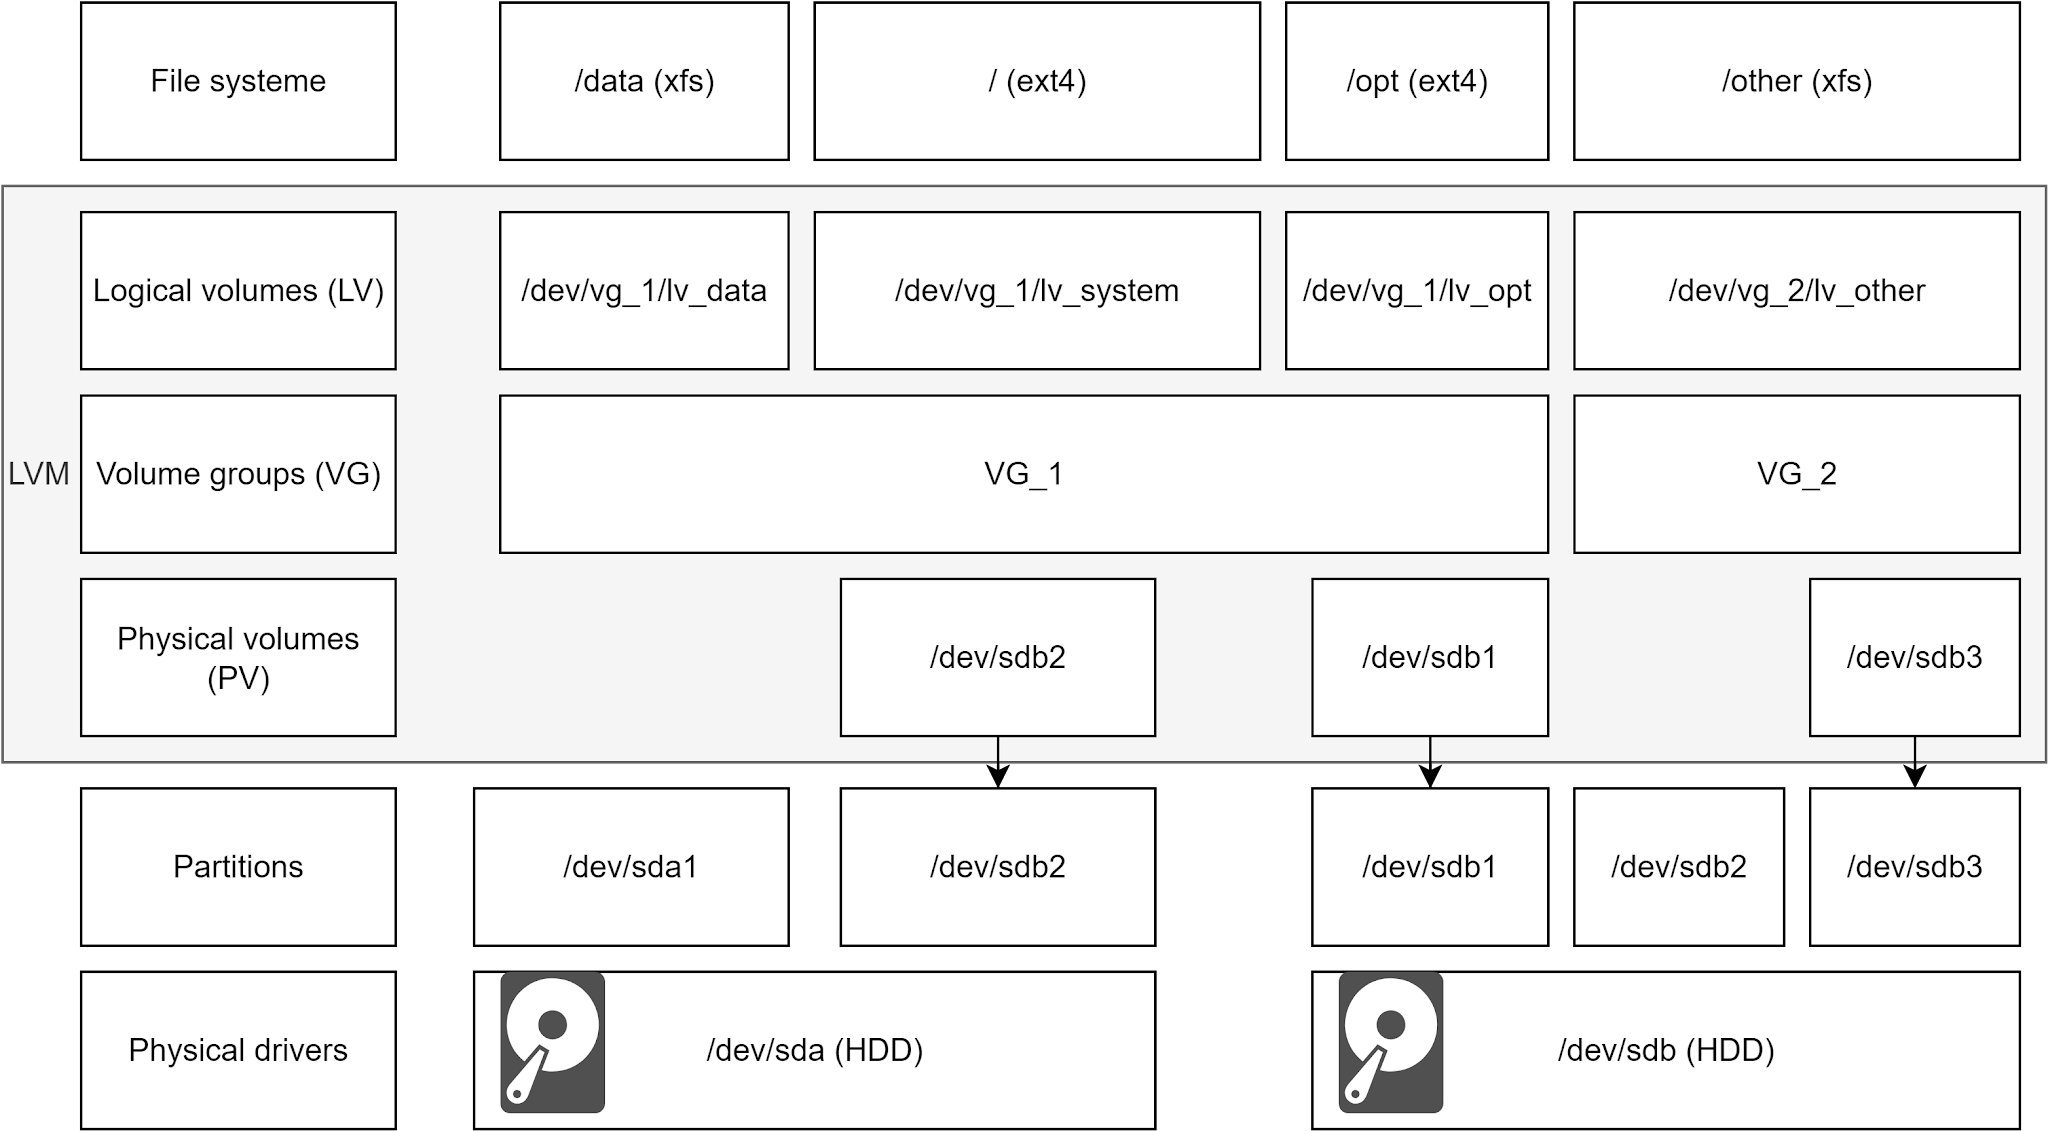 File systeme
/data (xfs)
/ (ext4)
/opt (ext4)
/other (xfs)
Logical volumes (LV)
/dev/vg_1/lv_data
/dev/vg_1/lv_system
/dev/vg_1/lv_opt
/dev/vg_2/lv_other
LVM
Volume groups (VG)
VG_1
VG_2
Physical volumes
(PV)
/dev/sdb2
/dev/sdb1
/dev/sdb3
Partitions
/dev/sda1
/dev/sdb2
/dev/sdb1
/dev/sdb2
/dev/sdb3
Physical drivers
/dev/sda (HDD)
/dev/sdb (HDD)